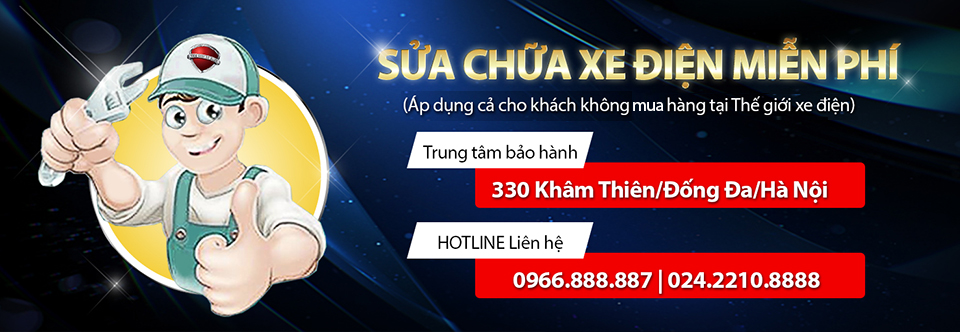 SỬA CHỮA XE ĐIỆN MIỄN PHÍ
(Áp dụng cả cho khách không mua hàng tại Thế giới xe điện)
Trung tâm bảo hành
330 Khâm Thiên/Đống Đa/Hà Nội
HOTLINE Liên hệ
0966.888.887 | 024.2210.8888